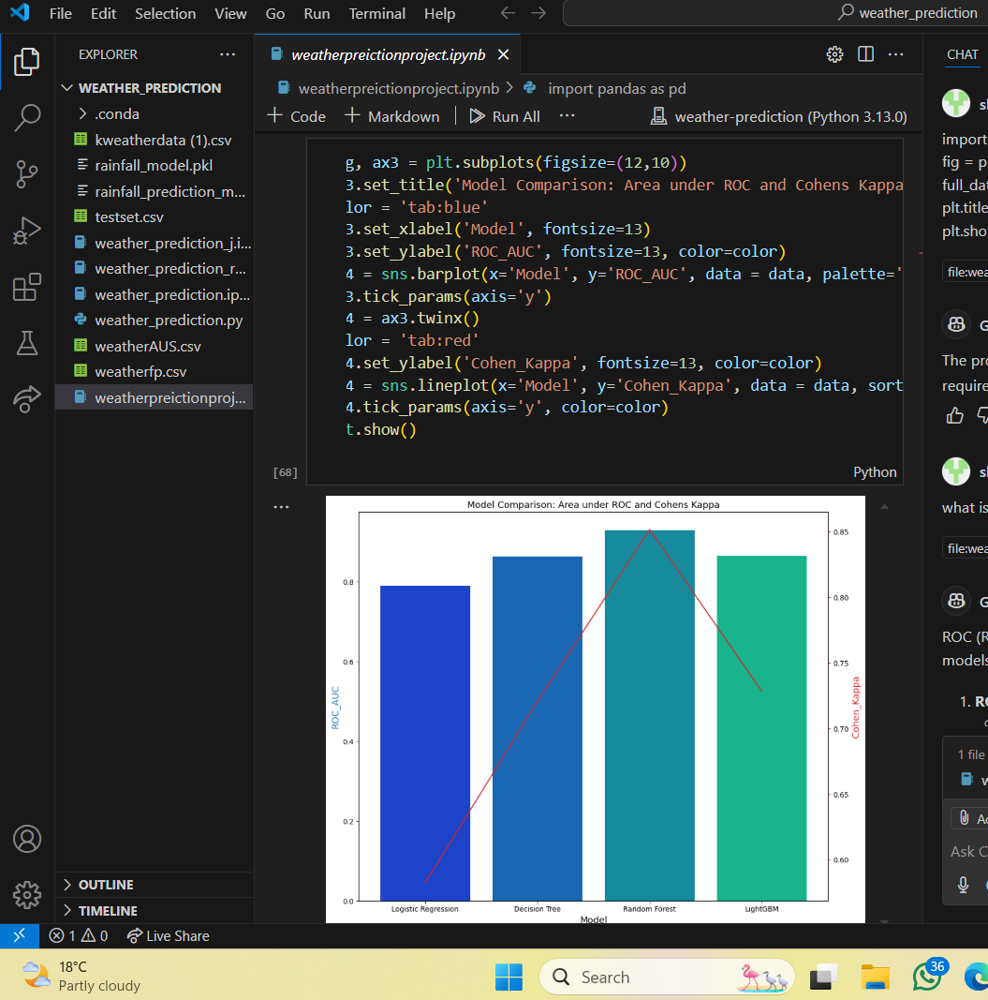 File Edit Selection View Go Run Terminal Help
weather_prediction
EXPLORER
WEATHER_PREDICTION
.conda
kweatherdata (1).csv
rainfall_model.pkl
rainfall_prediction_m...
testset.csv
weather_prediction_j.i...
weather_prediction_r...
weather_prediction.ip...
weather_prediction.py
weatherAUS.csv
weatherfp.csv
weatherpreictionproj...
OUTLINE
TIMELINE
weatherpreictionproject.ipynb
weatherpreictionproject.ipynb > import pandas as pd
+ Code + Markdown | Run All ...
weather-prediction (Python 3.13.0)
g, ax3 = plt.subplots(figsize=(12,10))
3.set_title('Model Comparison: Area under ROC and Cohens Kappa
lor = 'tab:blue'
3.set_xlabel('Model', fontsize=13)
3.set_ylabel('ROC_AUC', fontsize=13, color=color)
4 = sns.barplot(x='Model', y='ROC_AUC', data = data, palette='
3.tick_params(axis='y')
4 = ax3.twinx()
lor = 'tab:red'
4.set_ylabel('Cohen_Kappa', fontsize=13, color=color)
4 = sns.lineplot(x='Model', y='Cohen_Kappa', data = data, sort
4.tick_params(axis='y', color=color)
t.show()
[68]
Python
Model Comparison: Area under ROC and Cohens Kappa
0.8
0.6
0.4
0.2
0.0
ROC_AUC
0.85
0.80
0.75
0.70
0.65
0.60
Cohen_Kappa
Logistic Regression Decision Tree Random Forest LightGBM
Model
CHAT
import
fig = p
full_da
plt.title
plt.sho
file:wea
G
The pro
require
what is
file:wea
G
ROC (R
models
1. RO
1 file
Ask C
1 0 Live Share
18°C
Partly cloudy
Search
36